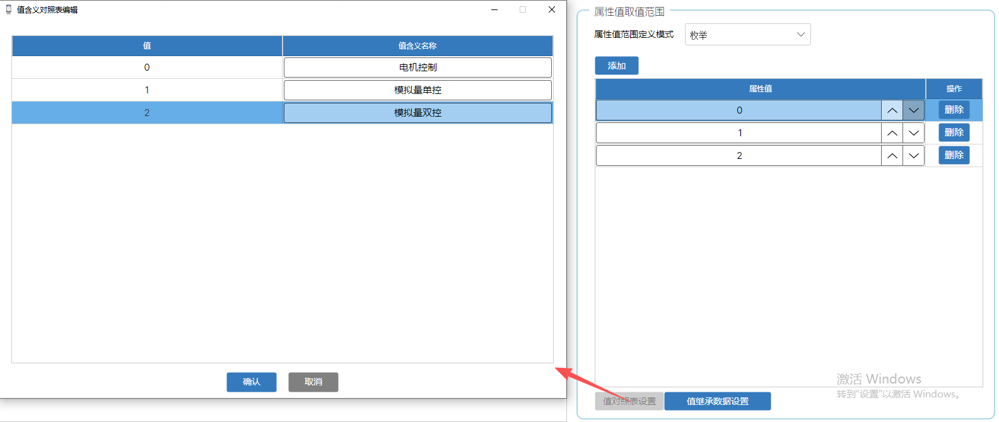 值含义对照表编辑
值 值含义名称
0 电机控制
1 模拟量单控
2 模拟量双控
确认 取消
属性值取值范围
属性值范围定义模式 枚举
添加
属性值 操作
0 删除
1 删除
2 删除
值对照表设置 值继承数据设置
激活 Windows
转到“设置”以激活 Windows。